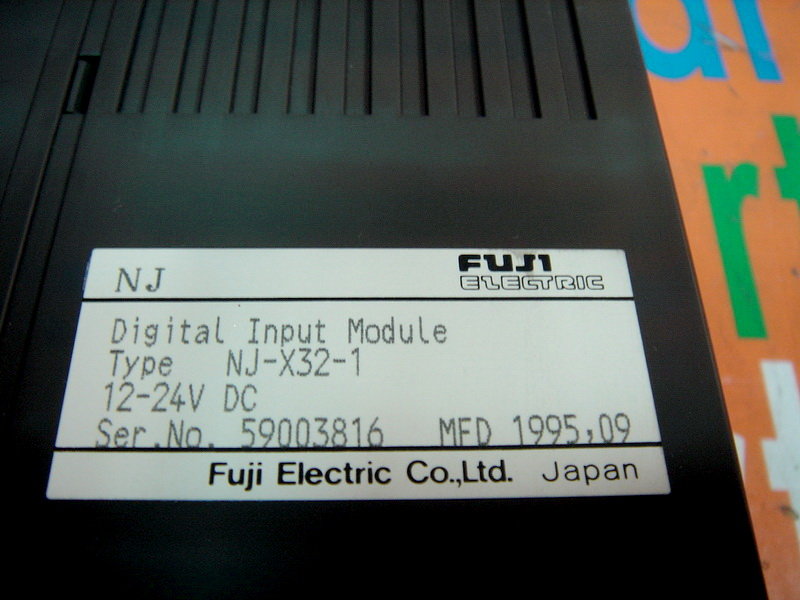 NJ
FUJI
ELECTRIC
Digital Input Module
Type NJ-X32-1
12-24V DC
Ser.No. 59003816 MFD 1995,09
Fuji Electric Co.,Ltd. Japan